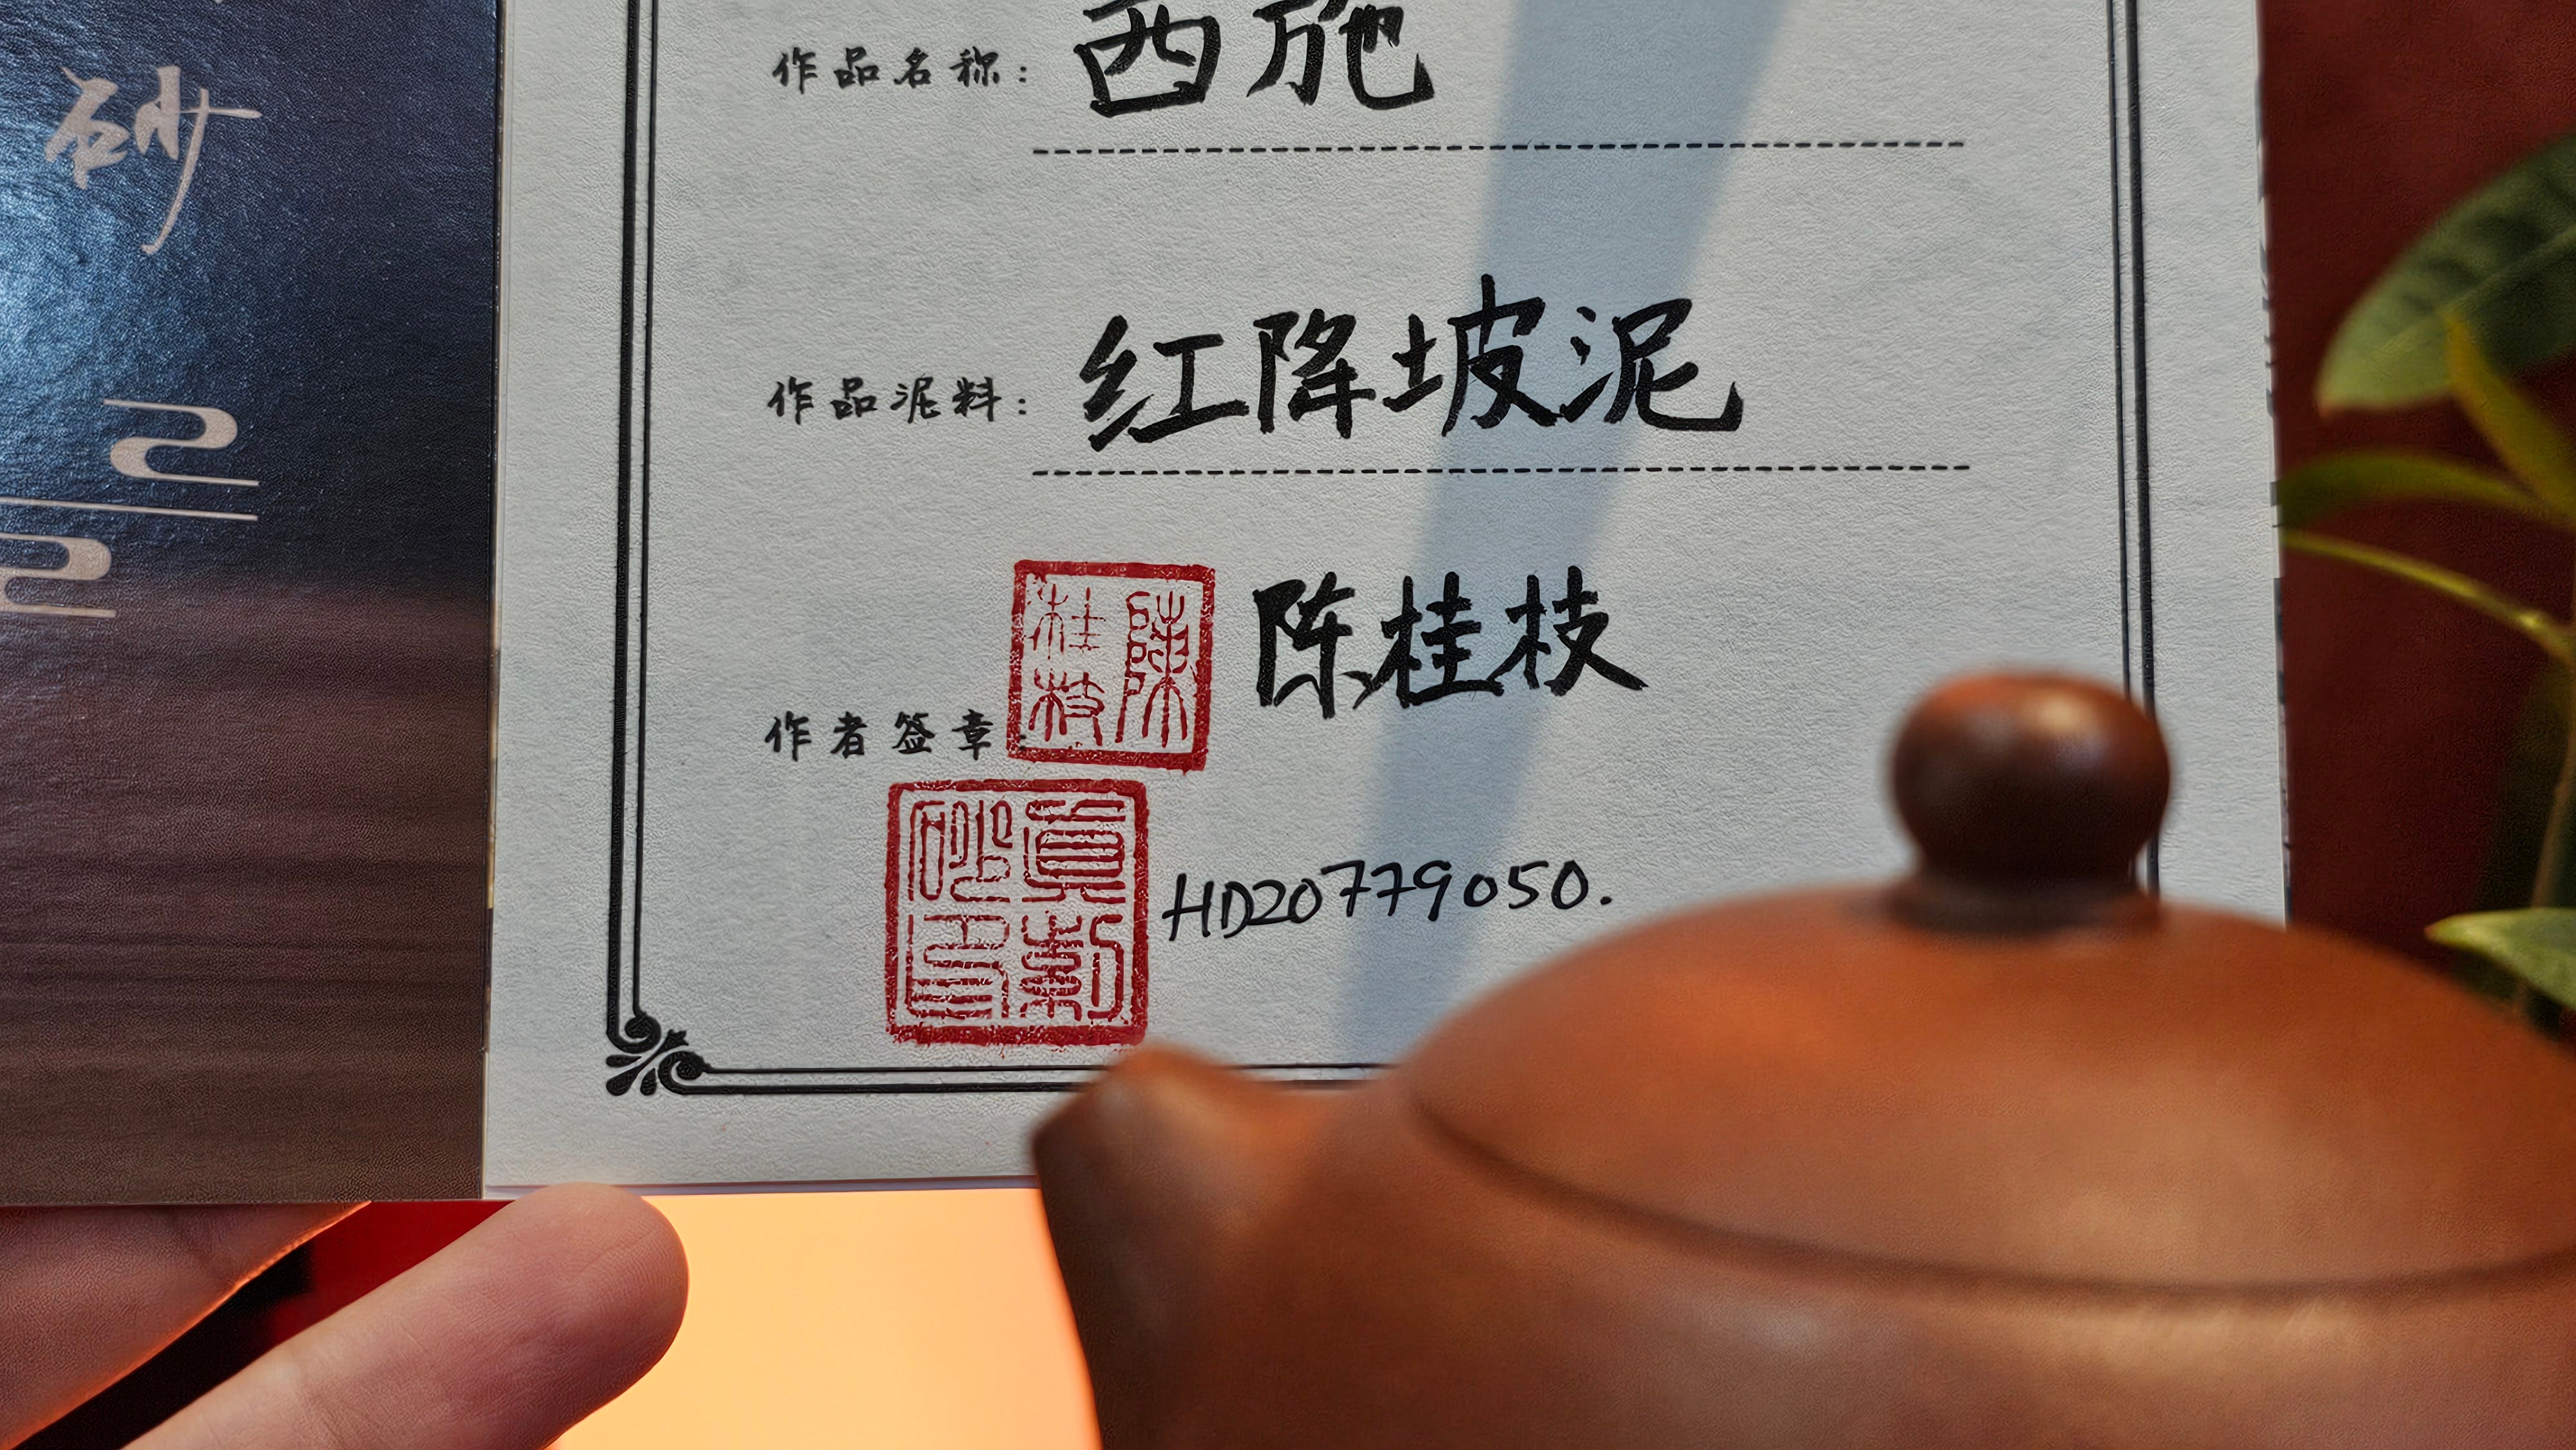 砂
作品名称：西施
作品泥料：红降坡泥
陳桂枝
陈桂枝
作者签章：
HD20779050.